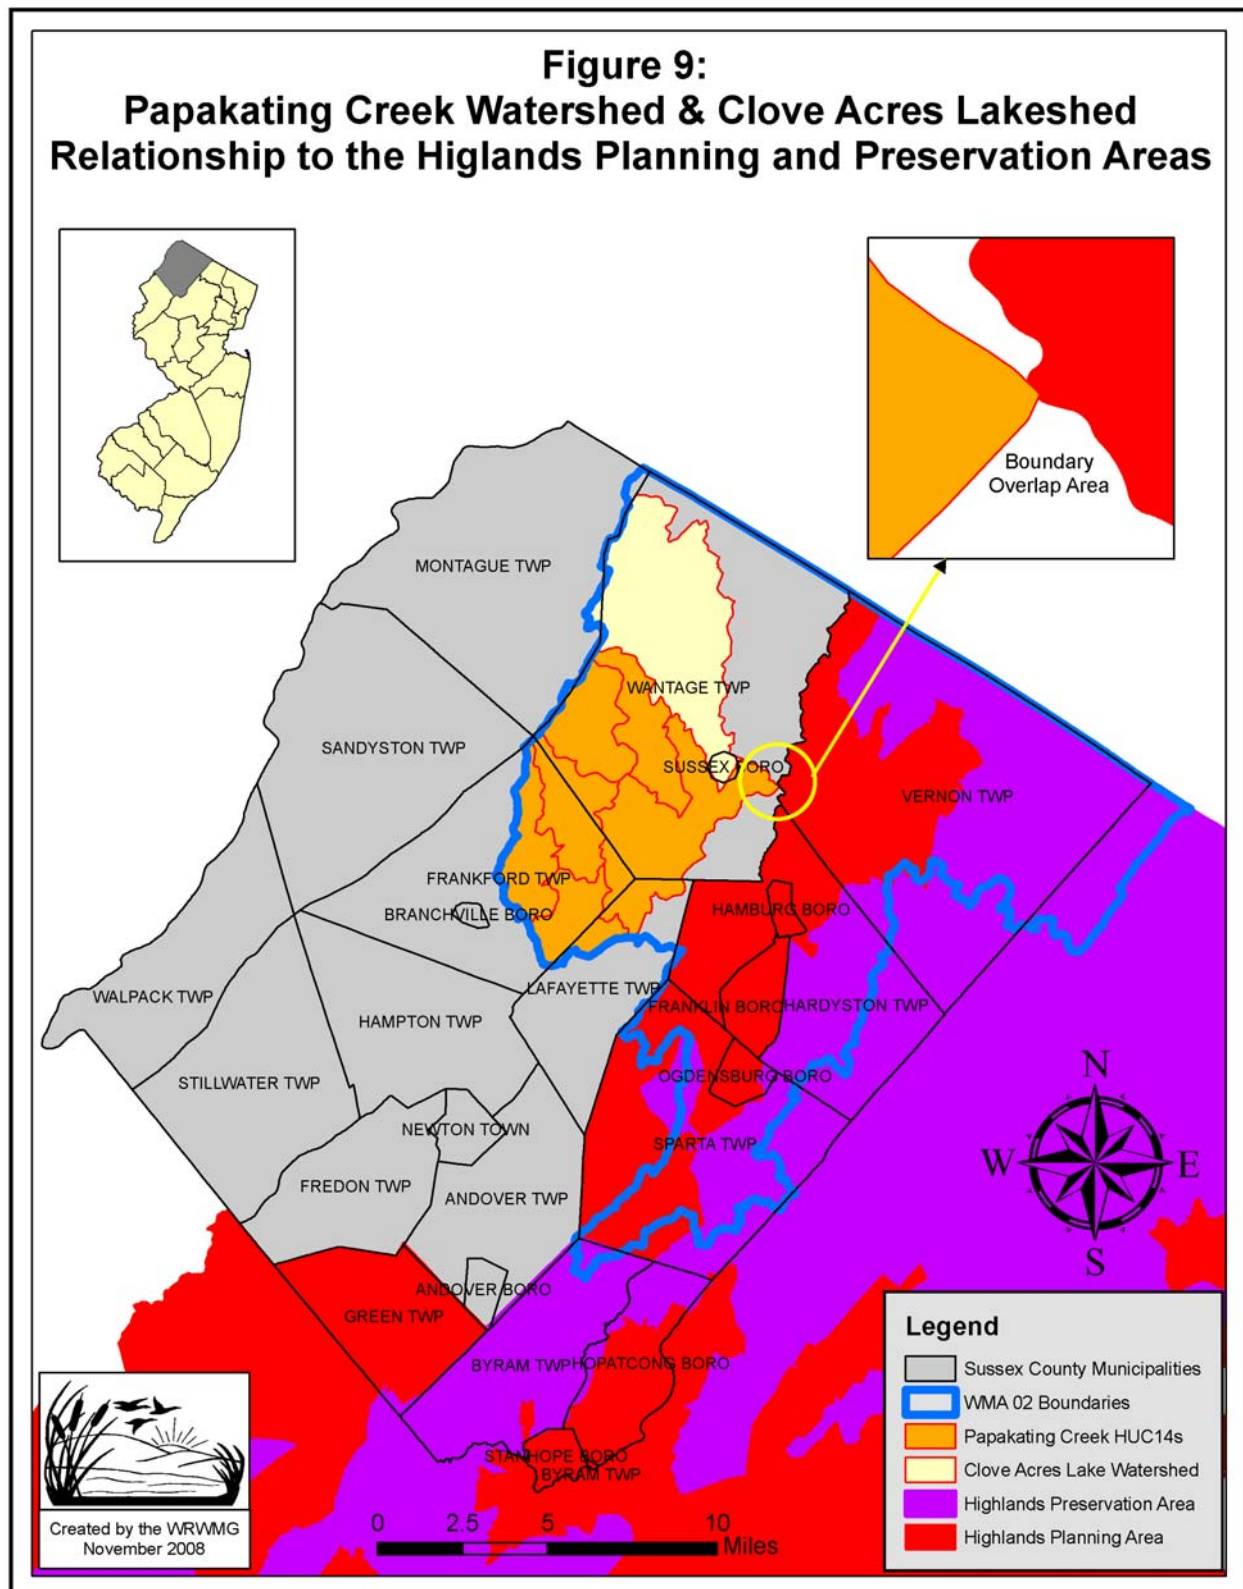 Figure 9:
Papakating Creek Watershed & Clove Acres Lakeshed
Relationship to the Higlands Planning and Preservation Areas
Boundary
Overlap Area
MONTAGUE TWP
WANTAGE TWP
SANDYSTON TWP
SUSSEX BORO
VERNON TWP
FRANKFORD TWP
BRANCHVILLE BORO
HAMBURG BORO
WALPACK TWP
LAFAYETTE TWP
HAMPTON TWP
FRANKLIN BORO
HARDYSTON TWP
STILLWATER TWP
OGDENSBURG BORO
NEWTON TOWN
SPARTA TWP
FREDON TWP
ANDOVER TWP
N
W
E
S
ANDOVER BORO
GREEN TWP
BYRAM TWP
HOPATCONG BORO
STANHOPE BORO
BYRAM TWP
Legend
Sussex County Municipalities
WMA 02 Boundaries
Papakating Creek HUC14s
Clove Acres Lake Watershed
Highlands Preservation Area
Highlands Planning Area
Created by the WRWMG
November 2008
0 2.5 5 10
Miles